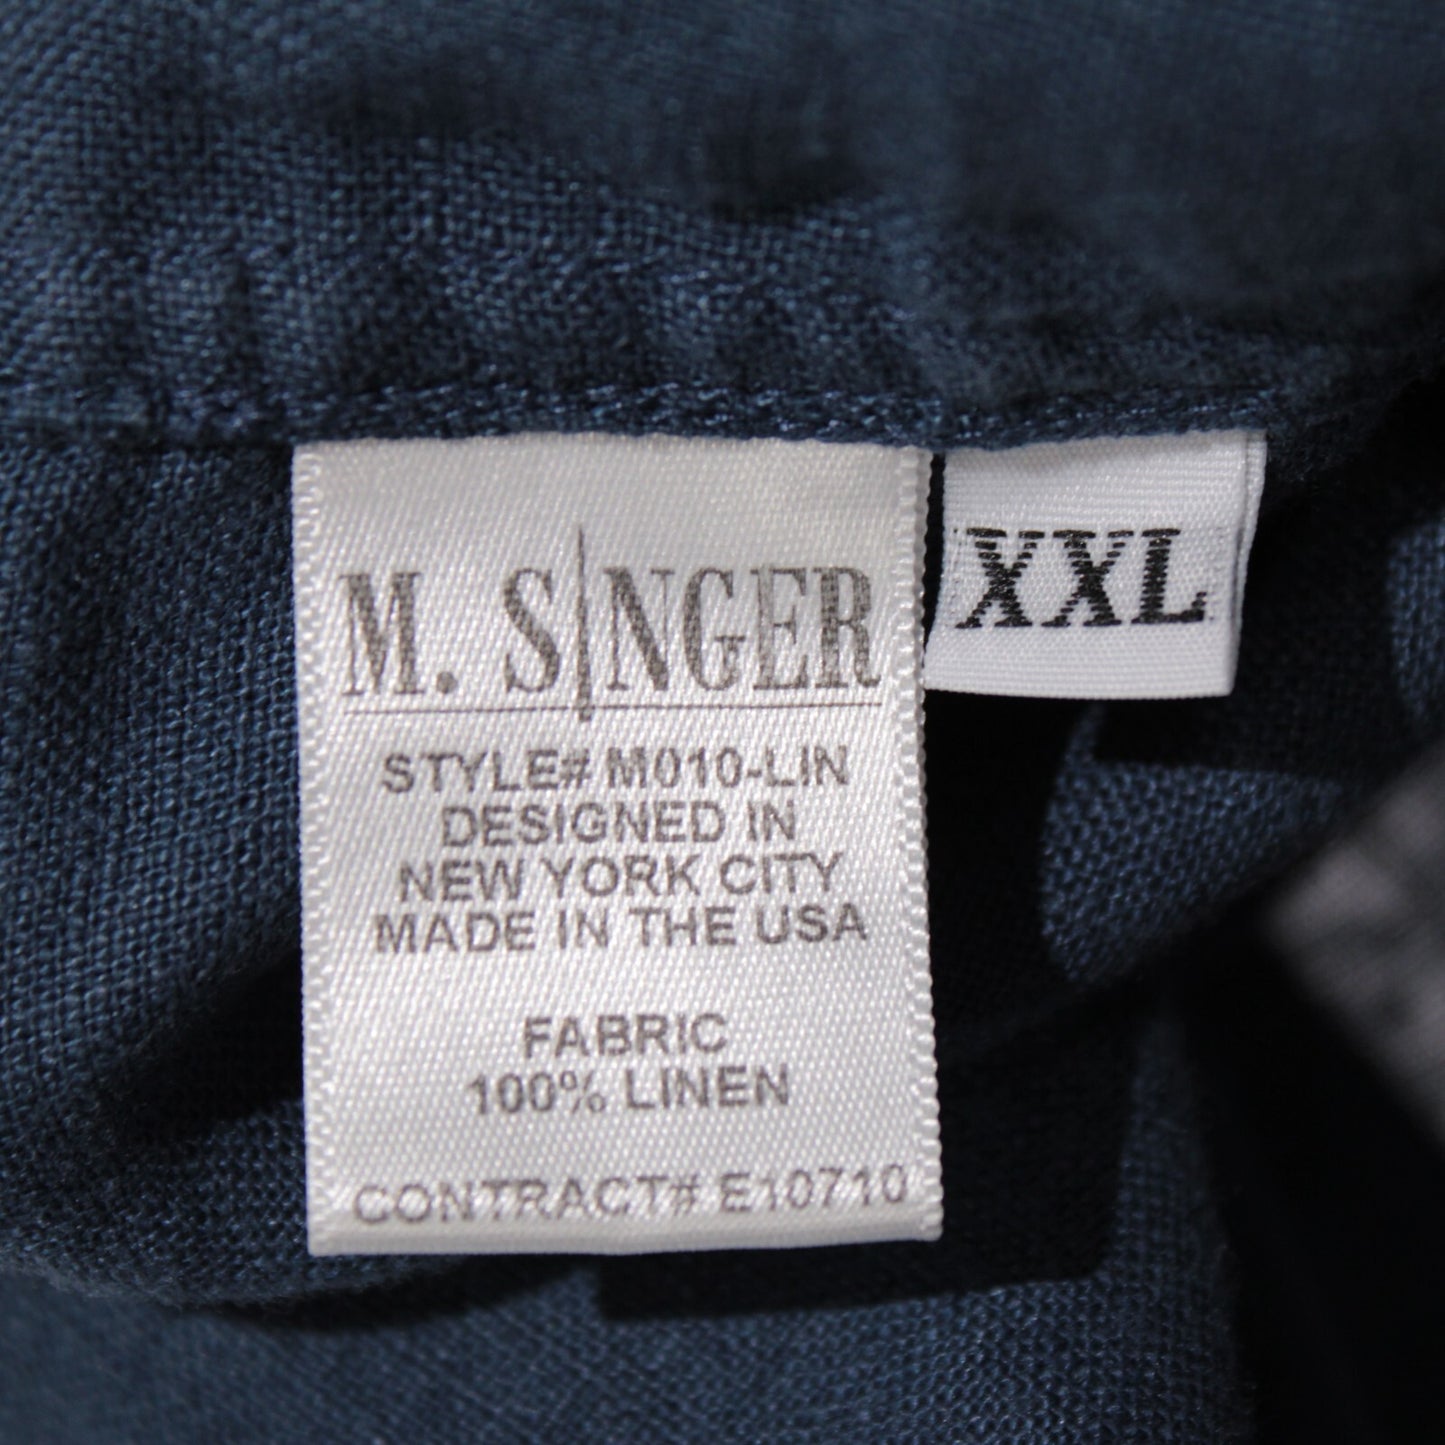 M. SINGER
XXL
STYLE# M010-LIN
DESIGNED IN
NEW YORK CITY
MADE IN THE USA
FABRIC
100% LINEN
CONTRACT# E10710